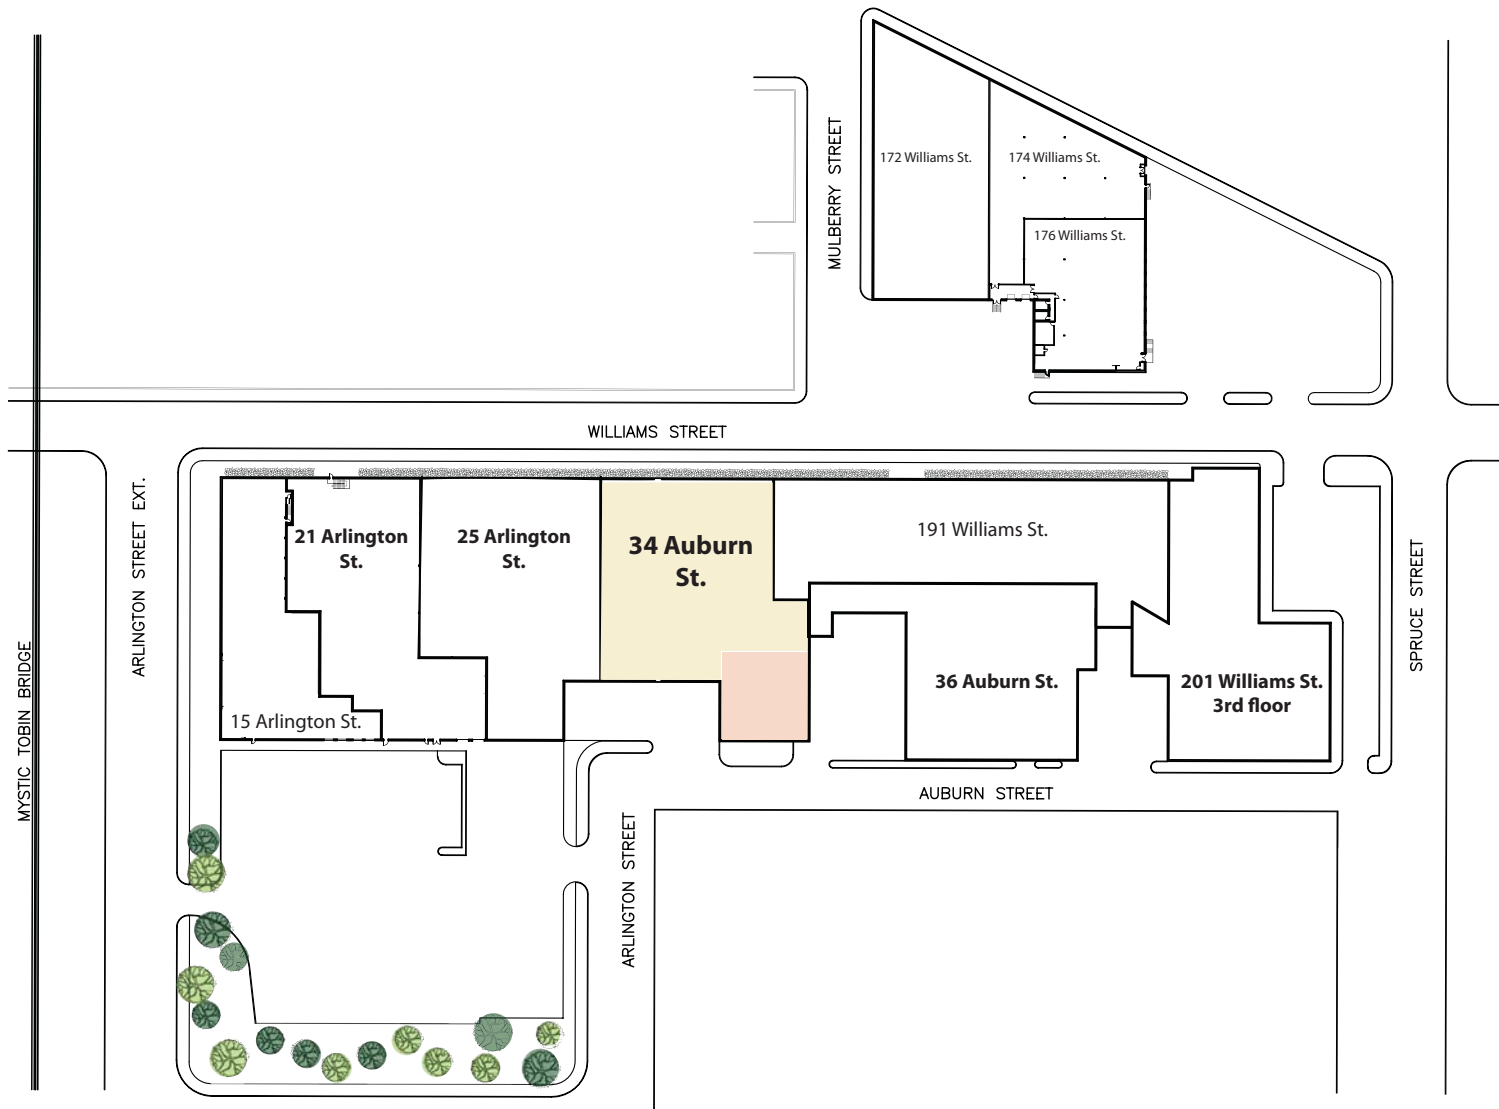 MULBERRY STREET
172 Williams St.
174 Williams St.
176 Williams St.
WILLIAMS STREET
ARLINGTON STREET EXT.
MYSTIC TOBIN BRIDGE
21 Arlington
St.
25 Arlington
St.
34 Auburn
St.
191 Williams St.
15 Arlington St.
36 Auburn St.
201 Williams St.
3rd floor
SPRUCE STREET
AUBURN STREET
ARLINGTON STREET